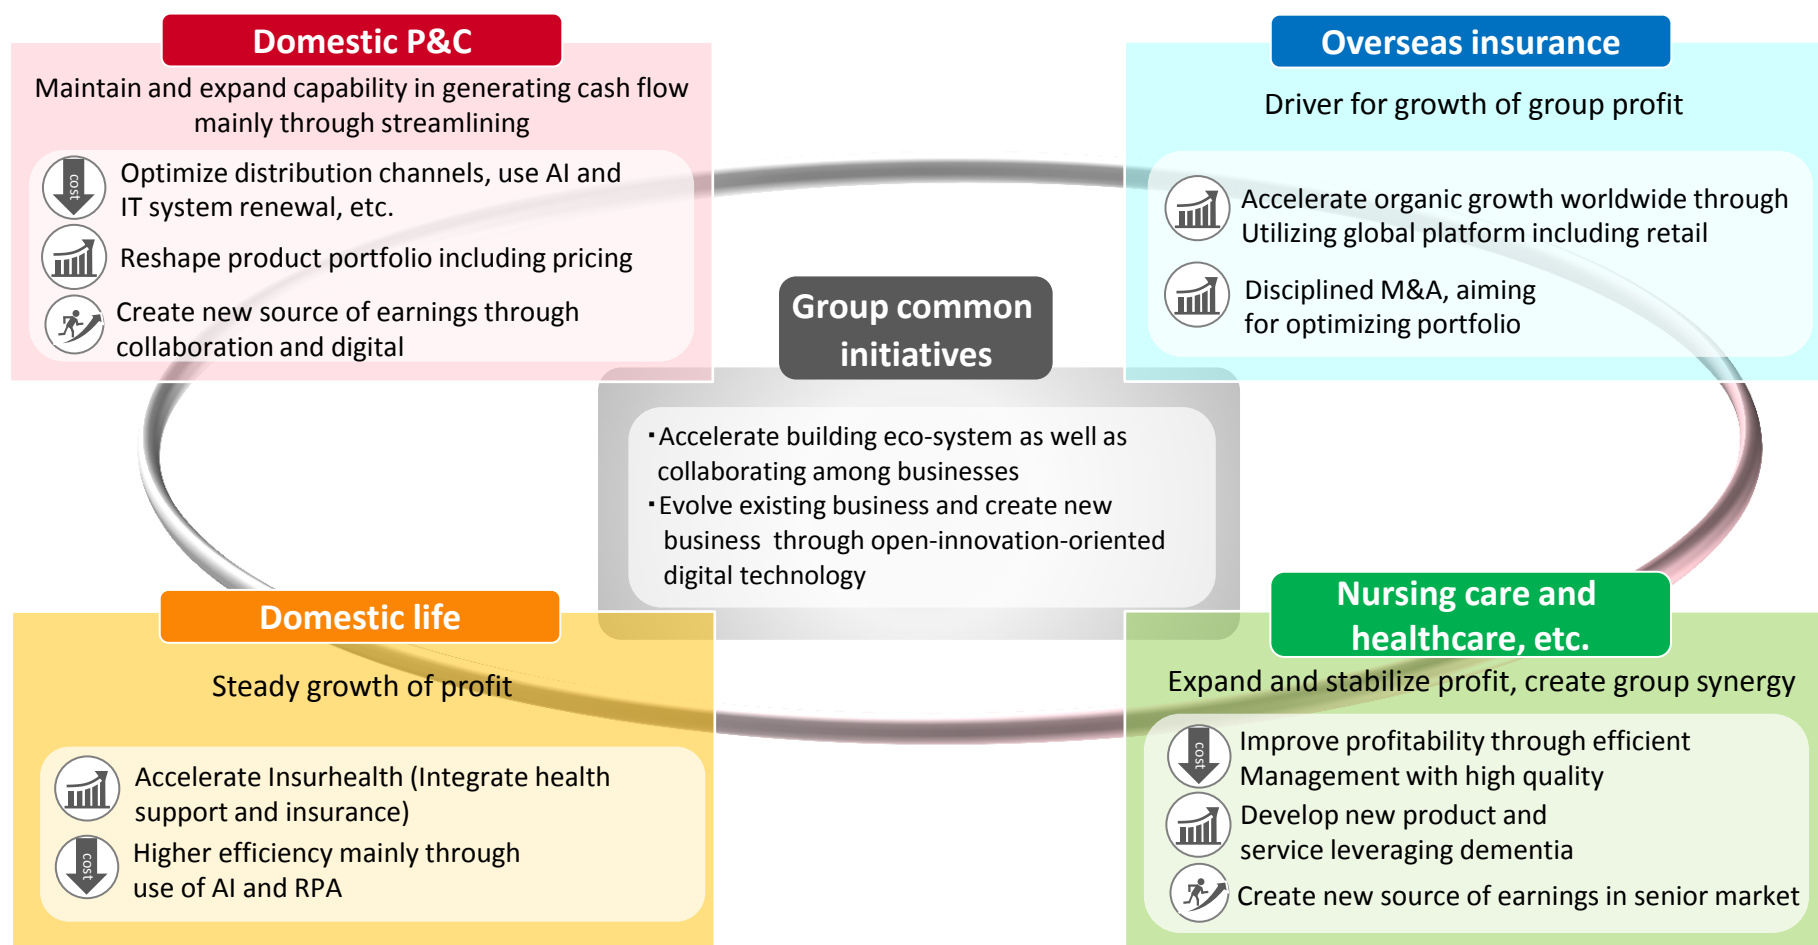 Domestic P&C
Maintain and expand capability in generating cash flow
mainly through streamlining
cost
Optimize distribution channels, use AI and
IT system renewal, etc.
Reshape product portfolio including pricing
Create new source of earnings through
collaboration and digital
Overseas insurance
Driver for growth of group profit
Accelerate organic growth worldwide through
Utilizing global platform including retail
Disciplined M&A, aiming
for optimizing portfolio
Group common
initiatives
・Accelerate building eco-system as well as
collaborating among businesses
・Evolve existing business and create new
business through open-innovation-oriented
digital technology
Domestic life
Steady growth of profit
Accelerate Insurhealth (Integrate health
support and insurance)
cost
Higher efficiency mainly through
use of AI and RPA
Nursing care and
healthcare, etc.
Expand and stabilize profit, create group synergy
cost
Improve profitability through efficient
Management with high quality
Develop new product and
service leveraging dementia
Create new source of earnings in senior market